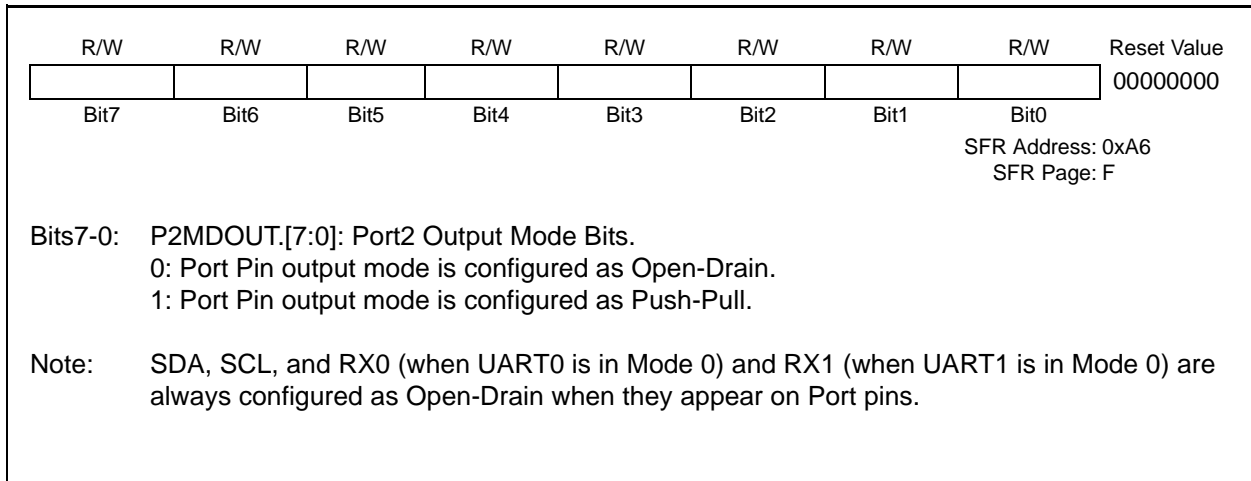 R/W R/W R/W R/W R/W R/W R/W R/W Reset Value
00000000
Bit7 Bit6 Bit5 Bit4 Bit3 Bit2 Bit1 Bit0
SFR Address: 0xA6
SFR Page: F
Bits7-0: P2MDOUT.[7:0]: Port2 Output Mode Bits.
0: Port Pin output mode is configured as Open-Drain.
1: Port Pin output mode is configured as Push-Pull.
Note: SDA, SCL, and RX0 (when UART0 is in Mode 0) and RX1 (when UART1 is in Mode 0) are
always configured as Open-Drain when they appear on Port pins.